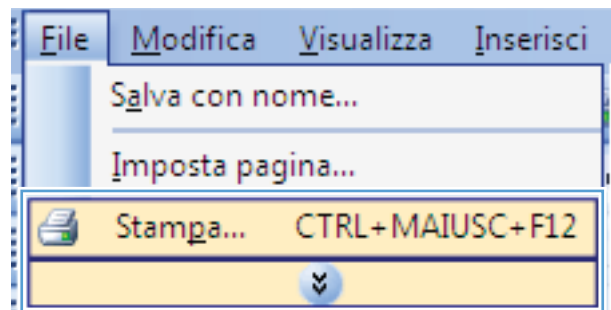 File Modifica Visualizza Inserisci
Salva con nome...
Imposta pagina...
Stampa... CTRL+MAIUSC+F12